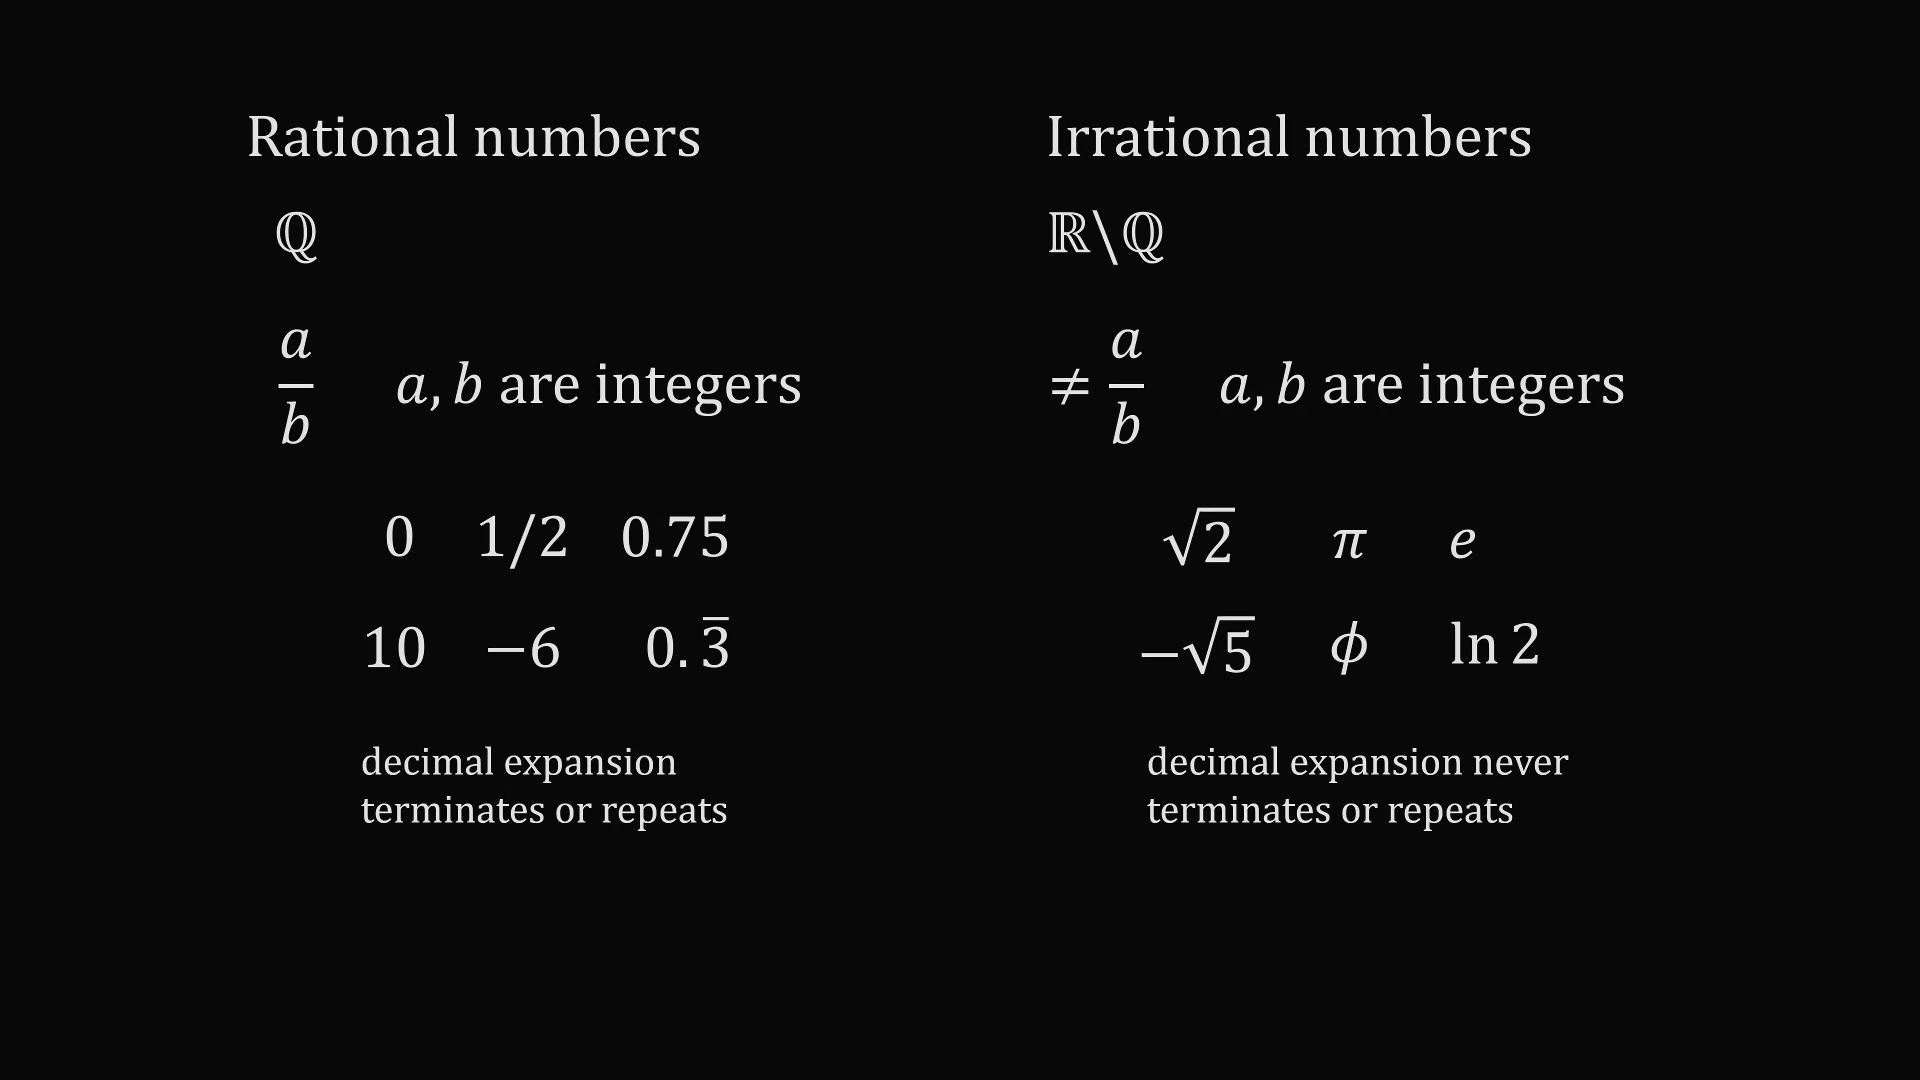 Rational numbers
ℚ
a/b a, b are integers
0 1/2 0.75
10 −6 0.3̅
decimal expansion
terminates or repeats
Irrational numbers
ℝ\ℚ
≠ a/b a, b are integers
√2 π e
−√5 ϕ ln 2
decimal expansion never
terminates or repeats